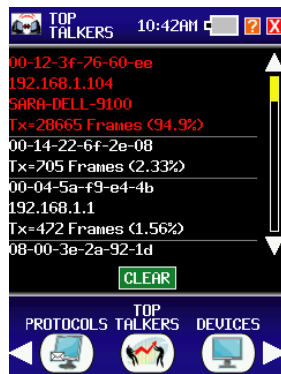 TOP
TALKERS
10:42AM
? X
00-12-3f-76-60-ee
192.168.1.104
SARA-DELL-9100
Tx=28665 Frames (94.9%)
00-14-22-6f-2e-08
Tx=705 Frames (2.33%)
00-04-5a-f9-e4-4b
192.168.1.1
Tx=472 Frames (1.56%)
08-00-3e-2a-92-1d
CLEAR
PROTOCOLS
TOP
TALKERS
DEVICES